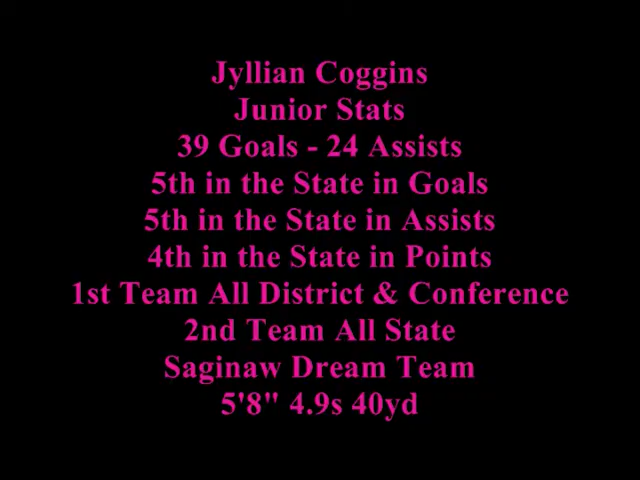 Jyllian Coggins
Junior Stats
39 Goals - 24 Assists
5th in the State in Goals
5th in the State in Assists
4th in the State in Points
1st Team All District & Conference
2nd Team All State
Saginaw Dream Team
5'8" 4.9s 40yd